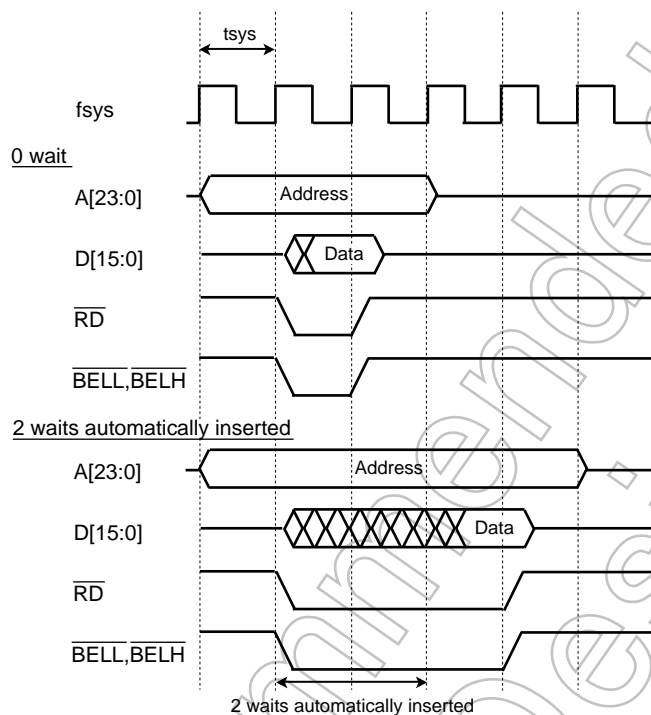 tsys
fsys
0 wait
A[23:0]
Address
D[15:0]
Data
RD
BELL,BELH
2 waits automatically inserted
A[23:0]
Address
D[15:0]
Data
RD
BELL,BELH
2 waits automatically inserted